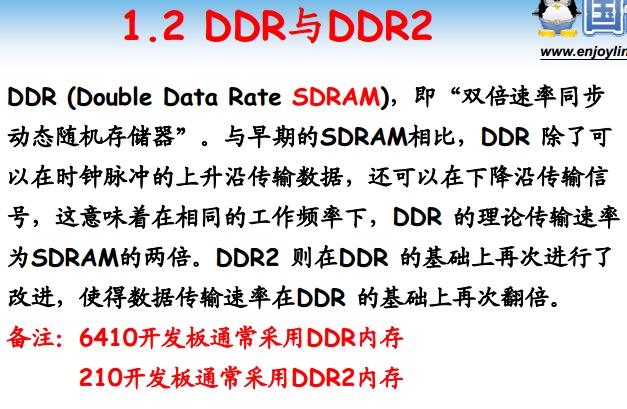 1.2 DDR与DDR2
国
www.enjoylin
DDR (Double Data Rate SDRAM)，即“双倍速率同步
动态随机存储器”。与早期的SDRAM相比，DDR 除了可
以在时钟脉冲的上升沿传输数据，还可以在下降沿传输信
号，这意味着在相同的工作频率下，DDR 的理论传输速率
为SDRAM的两倍。DDR2 则在DDR 的基础上再次进行了
改进，使得数据传输速率在DDR 的基础上再次翻倍。
备注：6410开发板通常采用DDR内存
210开发板通常采用DDR2内存